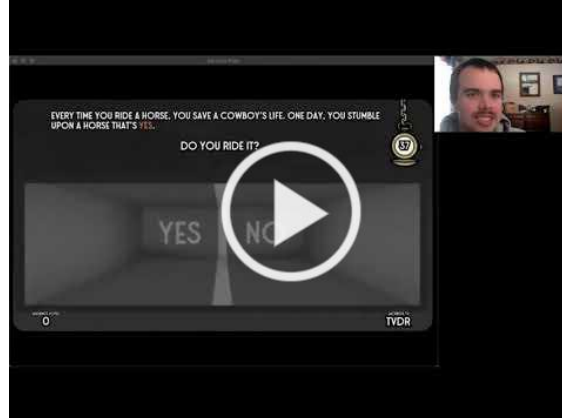 EVERY TIME YOU RIDE A HORSE, YOU SAVE A COWBOY'S LIFE. ONE DAY, YOU STUMBLE
UPON A HORSE THAT'S YES.
37
DO YOU RIDE IT?
YES NO
0
TVDR